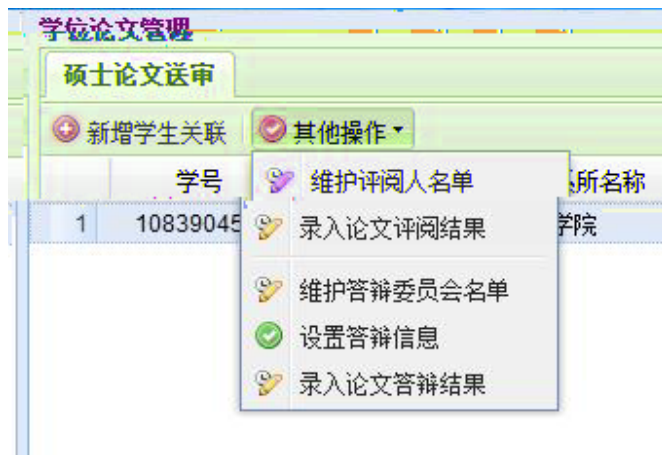 学位论文管理
硕士论文送审
新增学生关联 其他操作
学号 所名称
1 10839045 学院
维护评阅人名单
录入论文评阅结果
维护答辩委员会名单
设置答辩信息
录入论文答辩结果